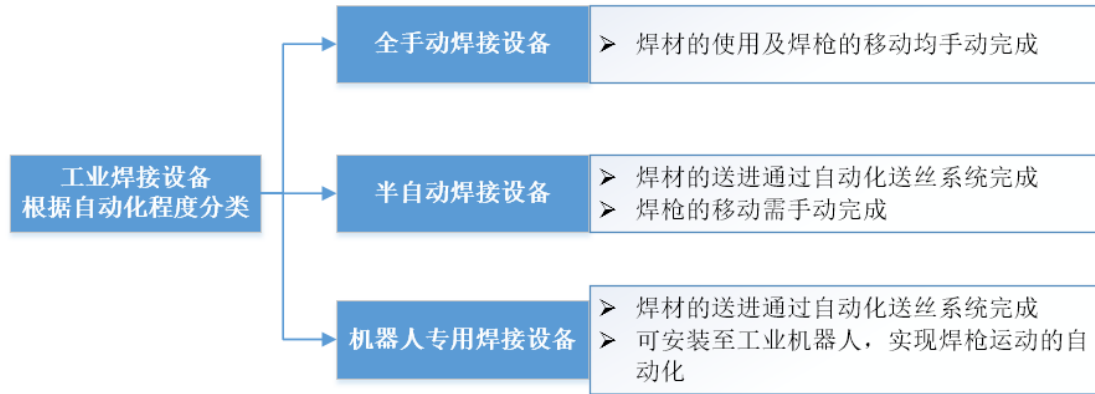 全手动焊接设备
➢ 焊材的使用及焊枪的移动均手动完成
工业焊接设备
根据自动化程度分类
半自动焊接设备
➢ 焊材的送进通过自动化送丝系统完成
➢ 焊枪的移动需手动完成
机器人专用焊接设备
➢ 焊材的送进通过自动化送丝系统完成
➢ 可安装至工业机器人，实现焊枪运动的自
动化